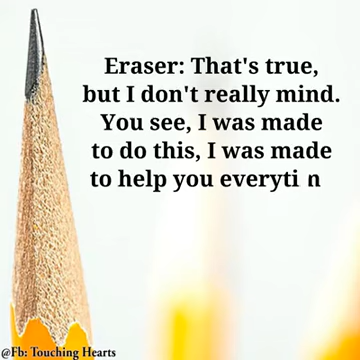 Eraser: That's true,
but I don't really mind.
You see, I was made
to do this, I was made
to help you everyti n
@Fb: Touching Hearts